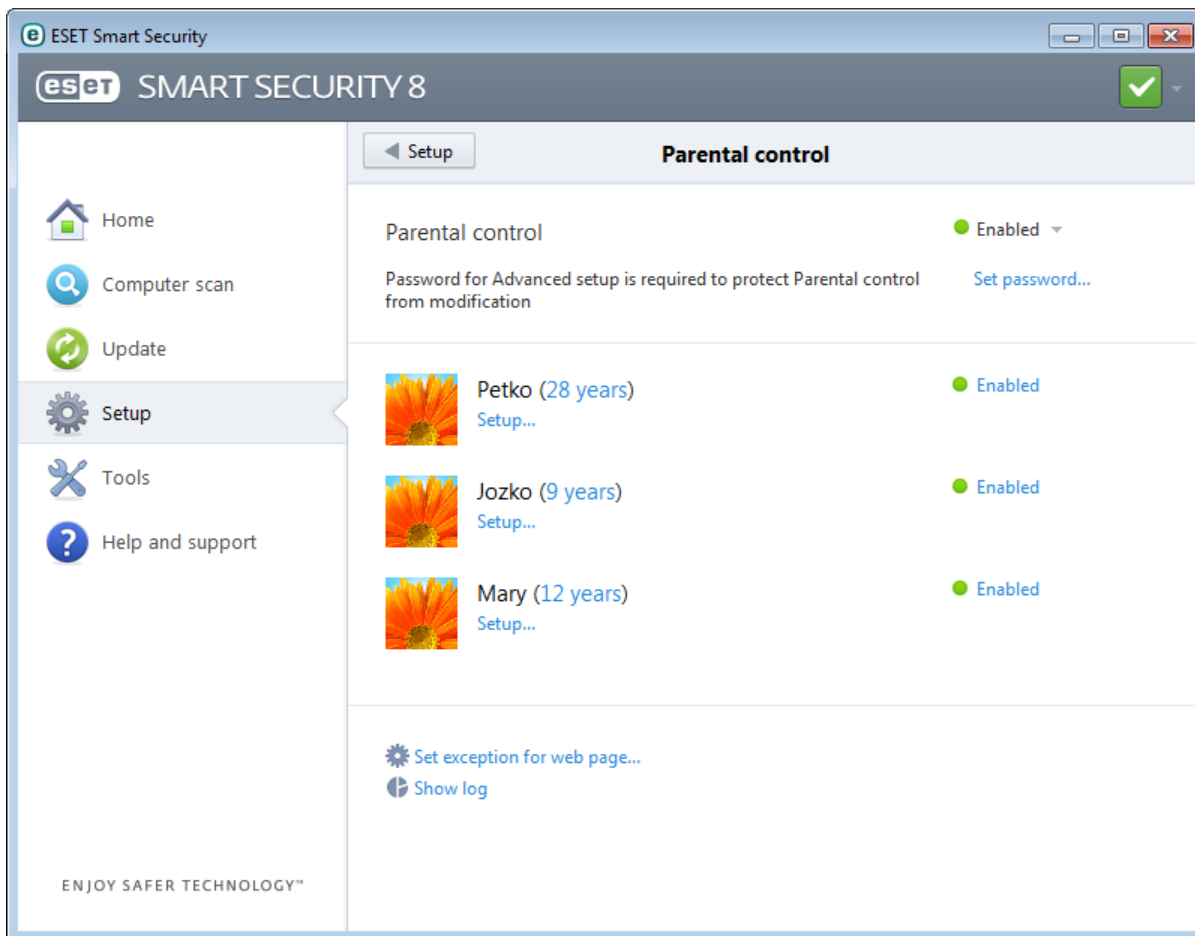 ESET Smart Security
eseT SMART SECURITY 8
Setup
Parental control
Home
Computer scan
Update
Setup
Tools
Help and support
ENJOY SAFER TECHNOLOGY™
Parental control
Enabled
Password for Advanced setup is required to protect Parental control
from modification
Set password...
Petko (28 years)
Enabled
Setup...
Jozko (9 years)
Enabled
Setup...
Mary (12 years)
Enabled
Setup...
Set exception for web page...
Show log